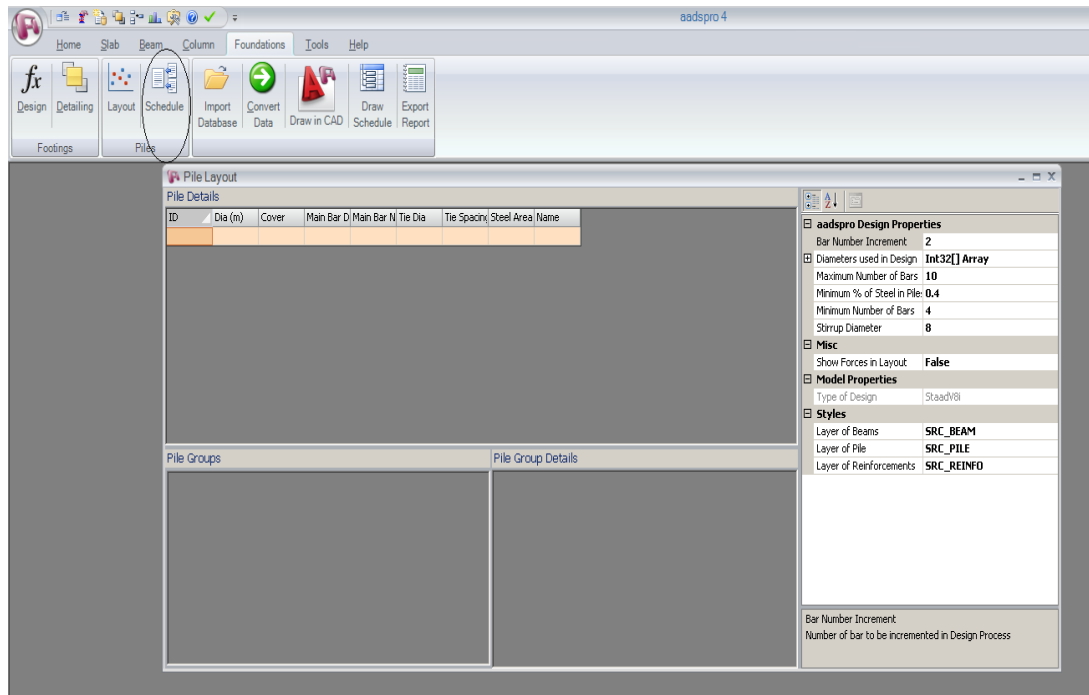 aadspro 4
Home Slab Beam Column Foundations Tools Help
fx
Design Detailing Layout Schedule Import Database Convert Data Draw in CAD Draw Schedule Export Report
Footings Piles
Pile Layout
Pile Details
ID Dia (m) Cover Main Bar D Main Bar N Tie Dia Tie Spacing Steel Area Name
aadspro Design Properties
Bar Number Increment 2
Diameters used in Design Int32[] Array
Maximum Number of Bars 10
Minimum % of Steel in Pile: 0.4
Minimum Number of Bars 4
Stirrup Diameter 8
Misc
Show Forces in Layout False
Model Properties
Type of Design StaadV8i
Styles
Layer of Beams SRC_BEAM
Layer of Pile SRC_PILE
Layer of Reinforcements SRC_REINFO
Pile Groups Pile Group Details
Bar Number Increment
Number of bar to be incremented in Design Process